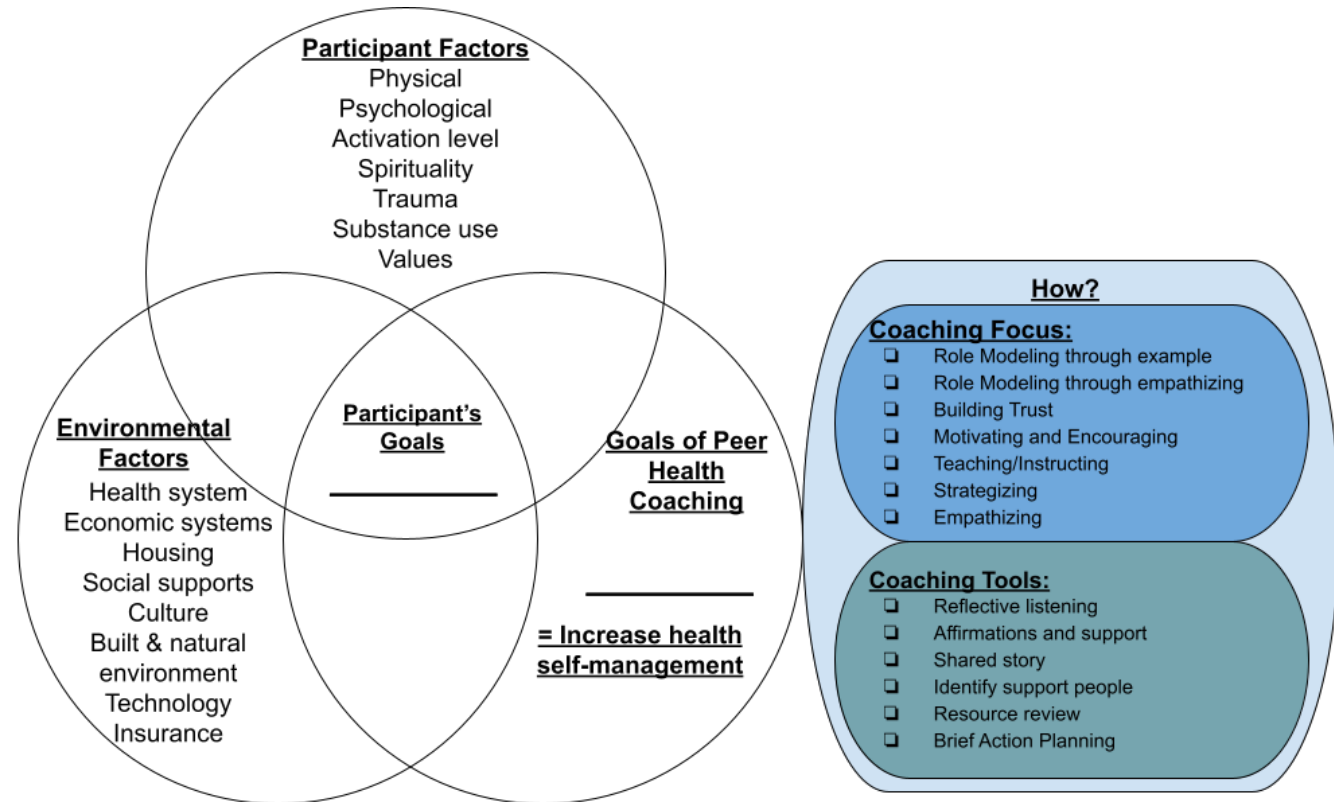 Participant Factors
Physical
Psychological
Activation level
Spirituality
Trauma
Substance use
Values
Environmental
Factors
Health system
Economic systems
Housing
Social supports
Culture
Built & natural
environment
Technology
Insurance
Participant’s
Goals
Goals of Peer
Health
Coaching
= Increase health
self-management
How?
Coaching Focus:
❏ Role Modeling through example
❏ Role Modeling through empathizing
❏ Building Trust
❏ Motivating and Encouraging
❏ Teaching/Instructing
❏ Strategizing
❏ Empathizing
Coaching Tools:
❏ Reflective listening
❏ Affirmations and support
❏ Shared story
❏ Identify support people
❏ Resource review
❏ Brief Action Planning